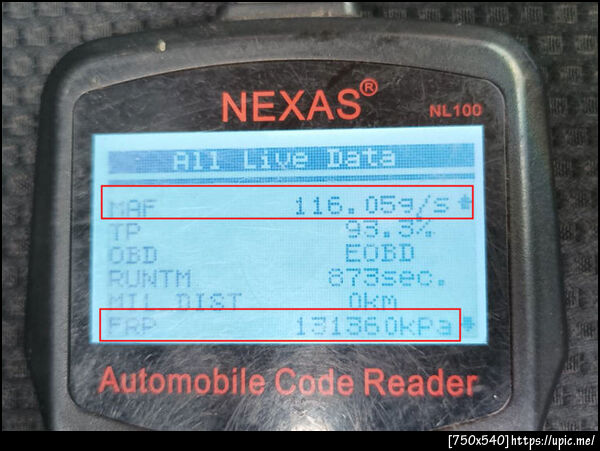 NEXAS®
NL100
All Live Data
MAF 116.05g/s
TP 93.3%
OBD EOBD
RUNTM 673sec.
MIL DIST 0km
FRP 131360kPa
Automobile Code Reader
[750x540] https://upic.me/